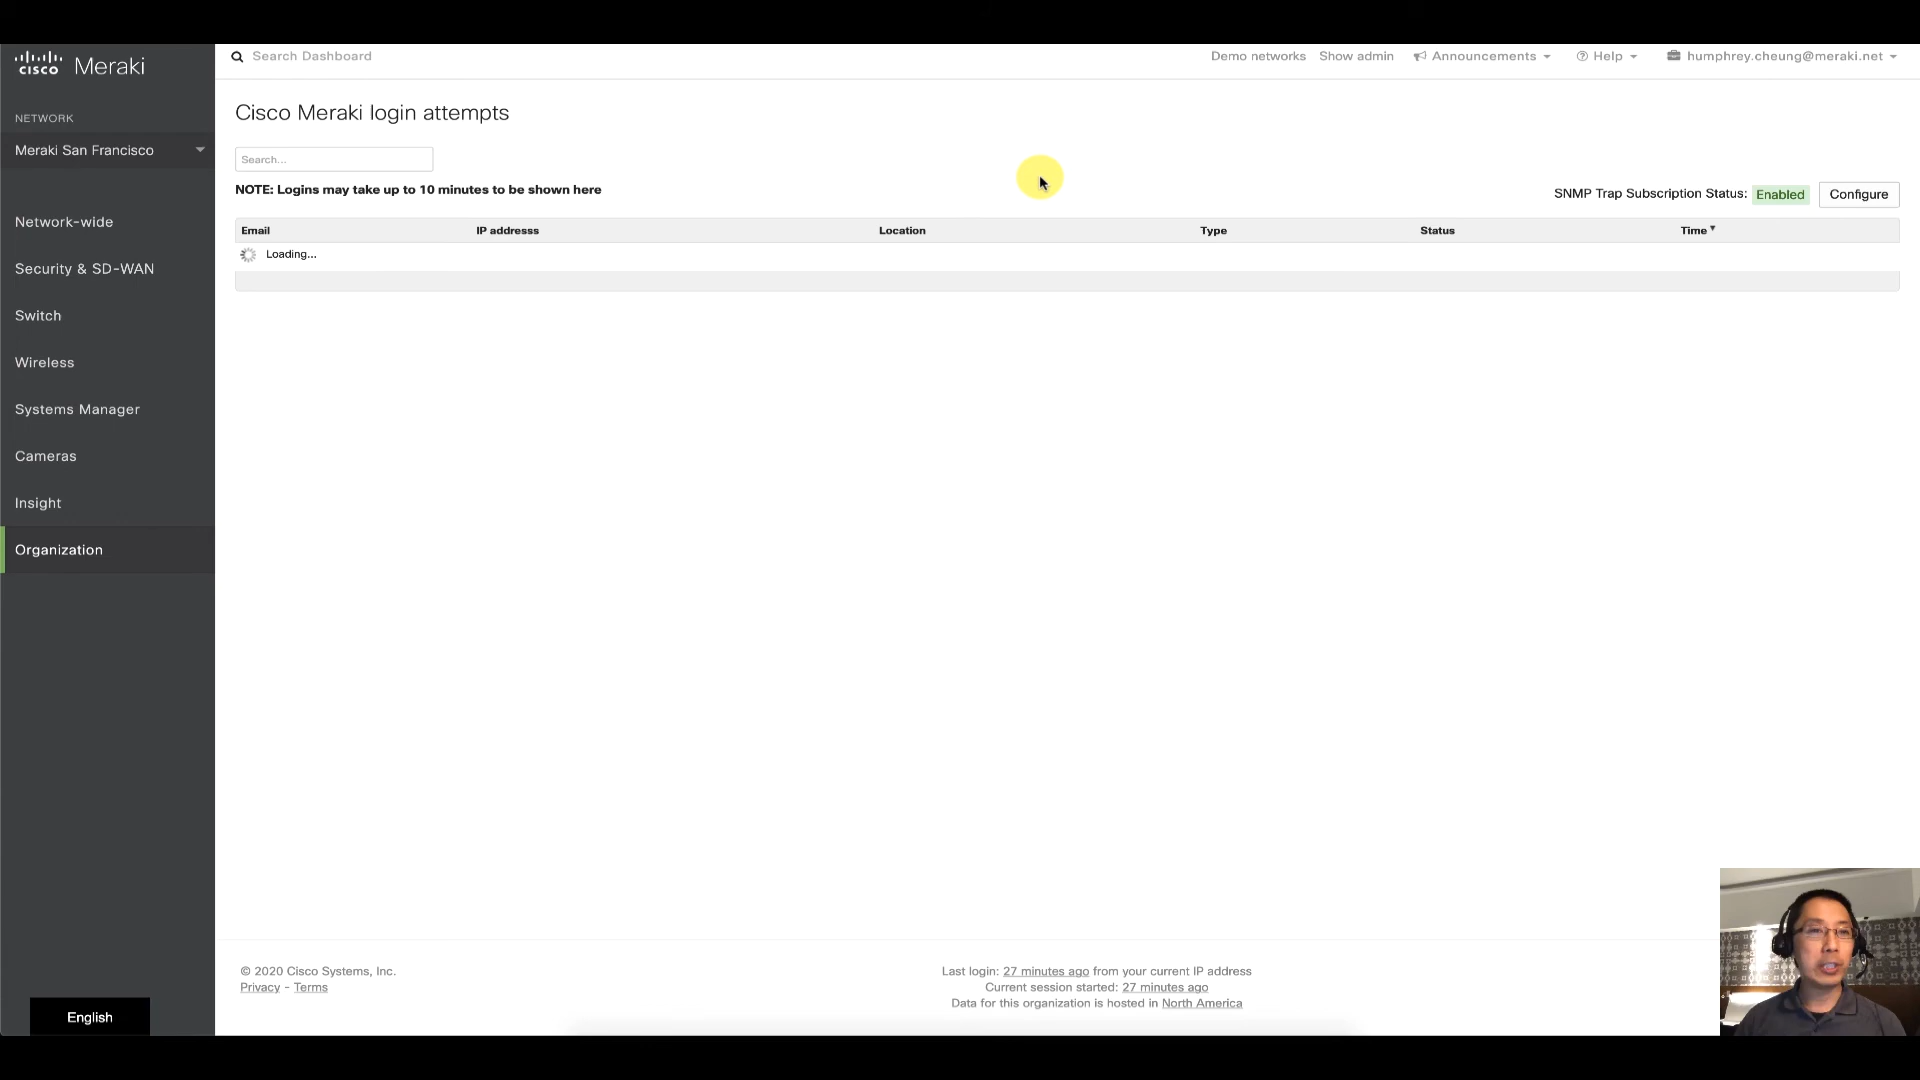 cisco Meraki
Search Dashboard
Demo networks Show admin Announcements Help humphrey.cheung@meraki.net
NETWORK
Meraki San Francisco
Network-wide
Security & SD-WAN
Switch
Wireless
Systems Manager
Cameras
Insight
Organization
English
Cisco Meraki login attempts
Search...
NOTE: Logins may take up to 10 minutes to be shown here
SNMP Trap Subscription Status: Enabled Configure
Email IP addresss Location Type Status Time
Loading...
© 2020 Cisco Systems, Inc.
Privacy - Terms
Last login: 27 minutes ago from your current IP address
Current session started: 27 minutes ago
Data for this organization is hosted in North America